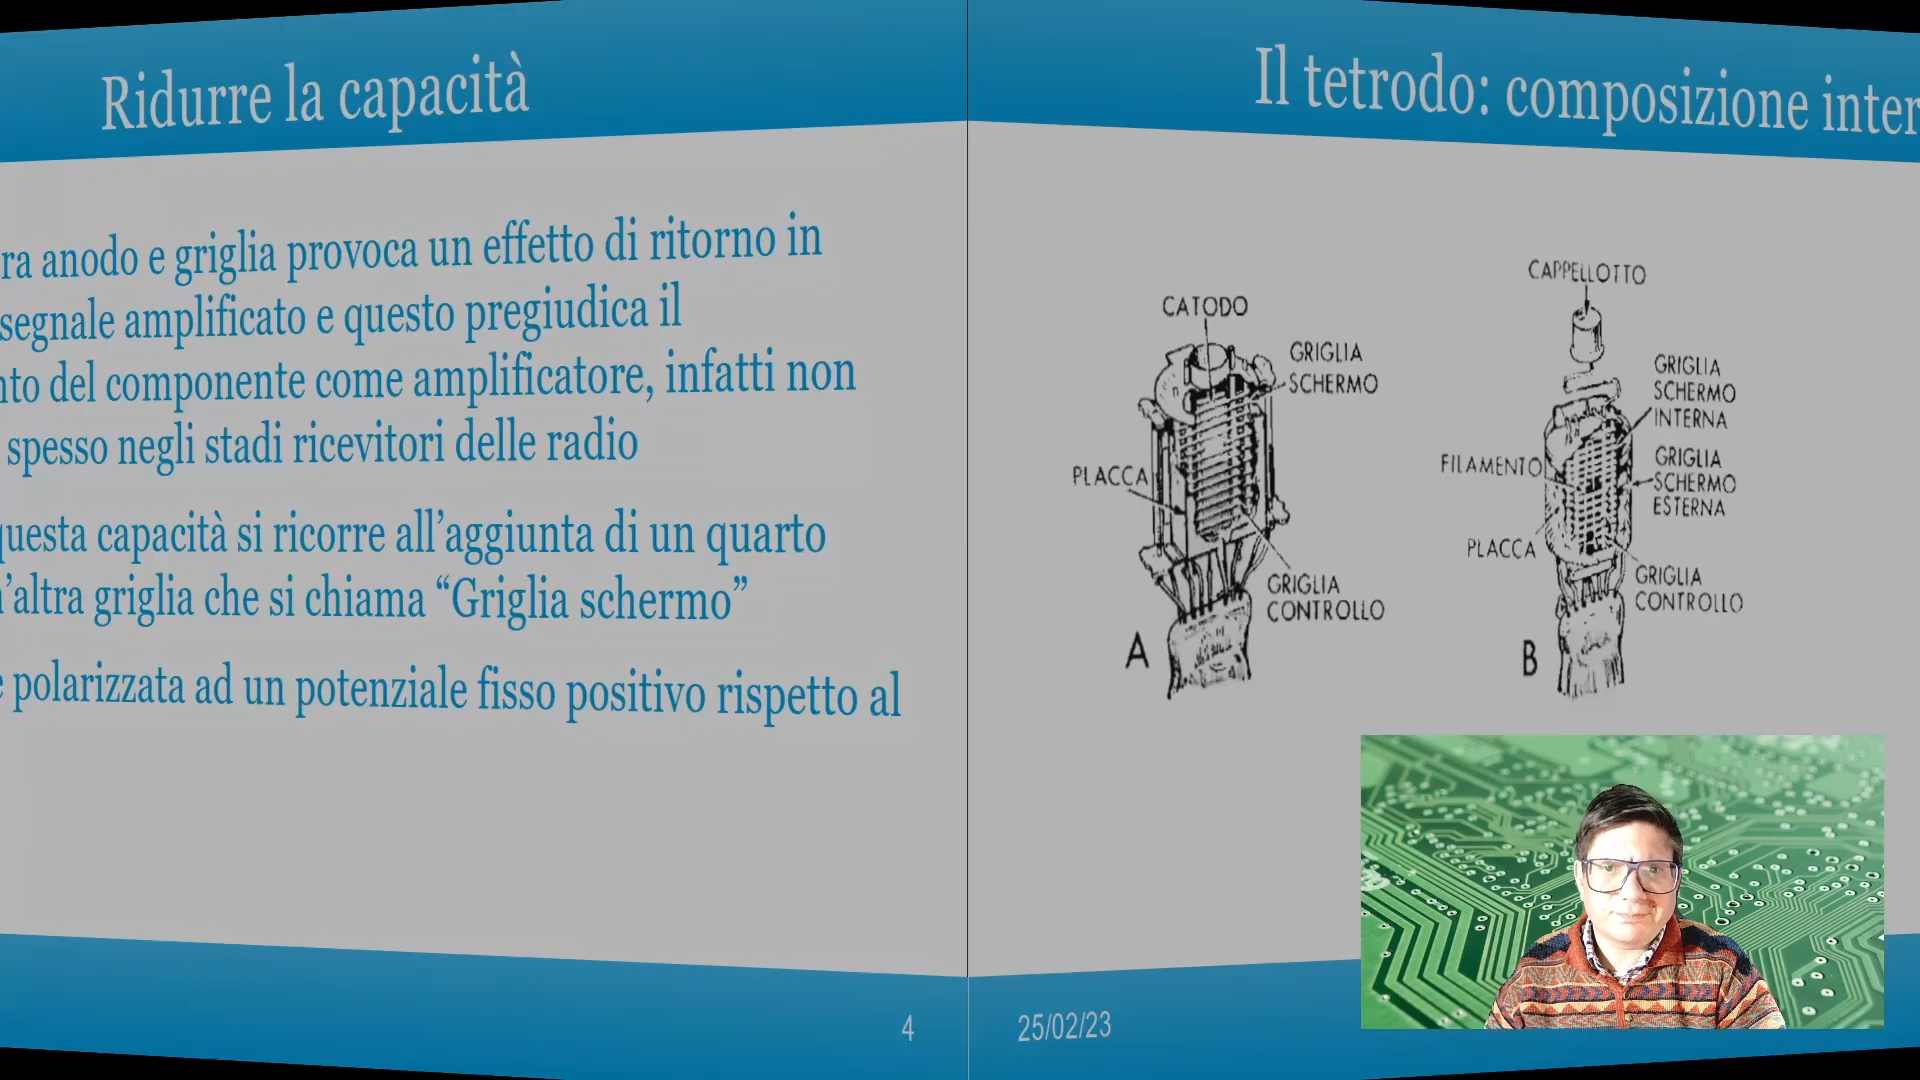 Ridurre la capacità
ra anodo e griglia provoca un effetto di ritorno in
segnale amplificato e questo pregiudica il
nto del componente come amplificatore, infatti non
spesso negli stadi ricevitori delle radio
questa capacità si ricorre all’aggiunta di un quarto
n’altra griglia che si chiama “Griglia schermo”
è polarizzata ad un potenziale fisso positivo rispetto al
4
Il tetrodo: composizione inter
CATODO
GRIGLIA
SCHERMO
PLACCA
GRIGLIA
CONTROLLO
A
CAPPELLOTTO
GRIGLIA
SCHERMO
INTERNA
FILAMENTO
GRIGLIA
SCHERMO
ESTERNA
PLACCA
GRIGLIA
CONTROLLO
B
25/02/23